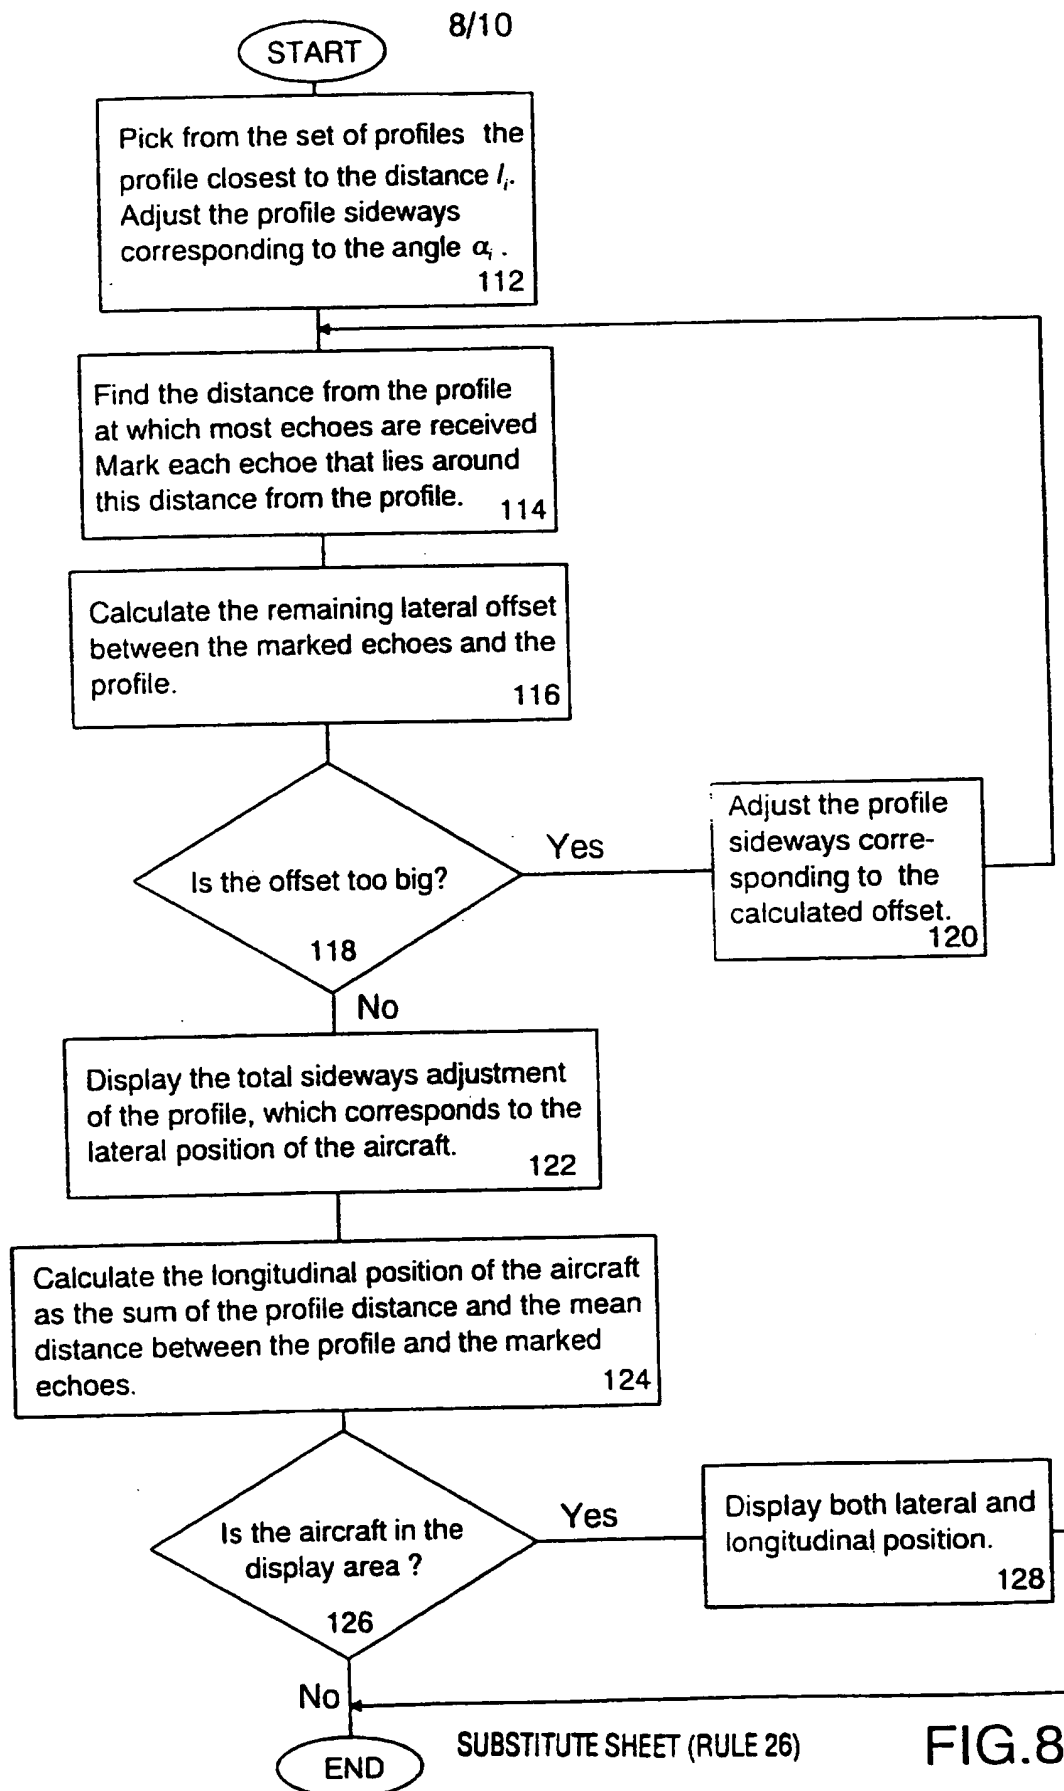 8/10
START
Pick from the set of profiles the
profile closest to the distance lᵢ.
Adjust the profile sideways
corresponding to the angle αᵢ.
112
Find the distance from the profile
at which most echoes are received
Mark each echoe that lies around
this distance from the profile.
114
Calculate the remaining lateral offset
between the marked echoes and the
profile.
116
Is the offset too big?
118
Yes
Adjust the profile
sideways corre-
sponding to the
calculated offset.
120
No
Display the total sideways adjustment
of the profile, which corresponds to the
lateral position of the aircraft.
122
Calculate the longitudinal position of the aircraft
as the sum of the profile distance and the mean
distance between the profile and the marked
echoes.
124
Is the aircraft in the
display area ?
126
Yes
Display both lateral and
longitudinal position.
128
No
END
SUBSTITUTE SHEET (RULE 26)
FIG.8